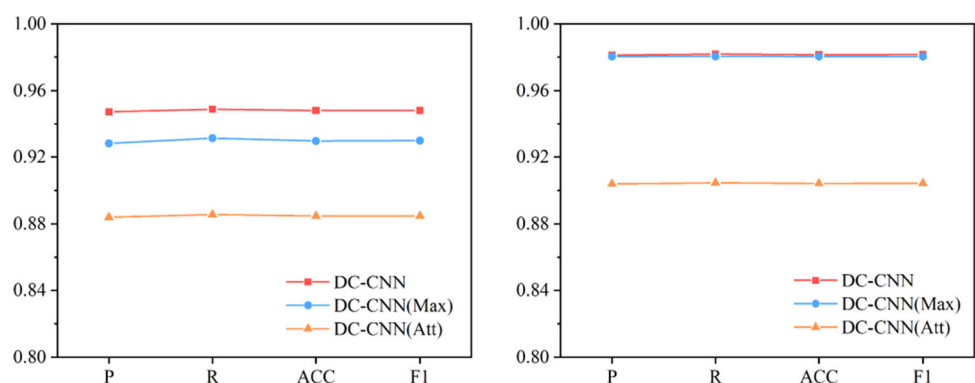 1.00
0.96
0.92
0.88
0.84
0.80
DC-CNN
DC-CNN(Max)
DC-CNN(Att)
P R ACC F1
1.00
0.96
0.92
0.88
0.84
0.80
DC-CNN
DC-CNN(Max)
DC-CNN(Att)
P R ACC F1